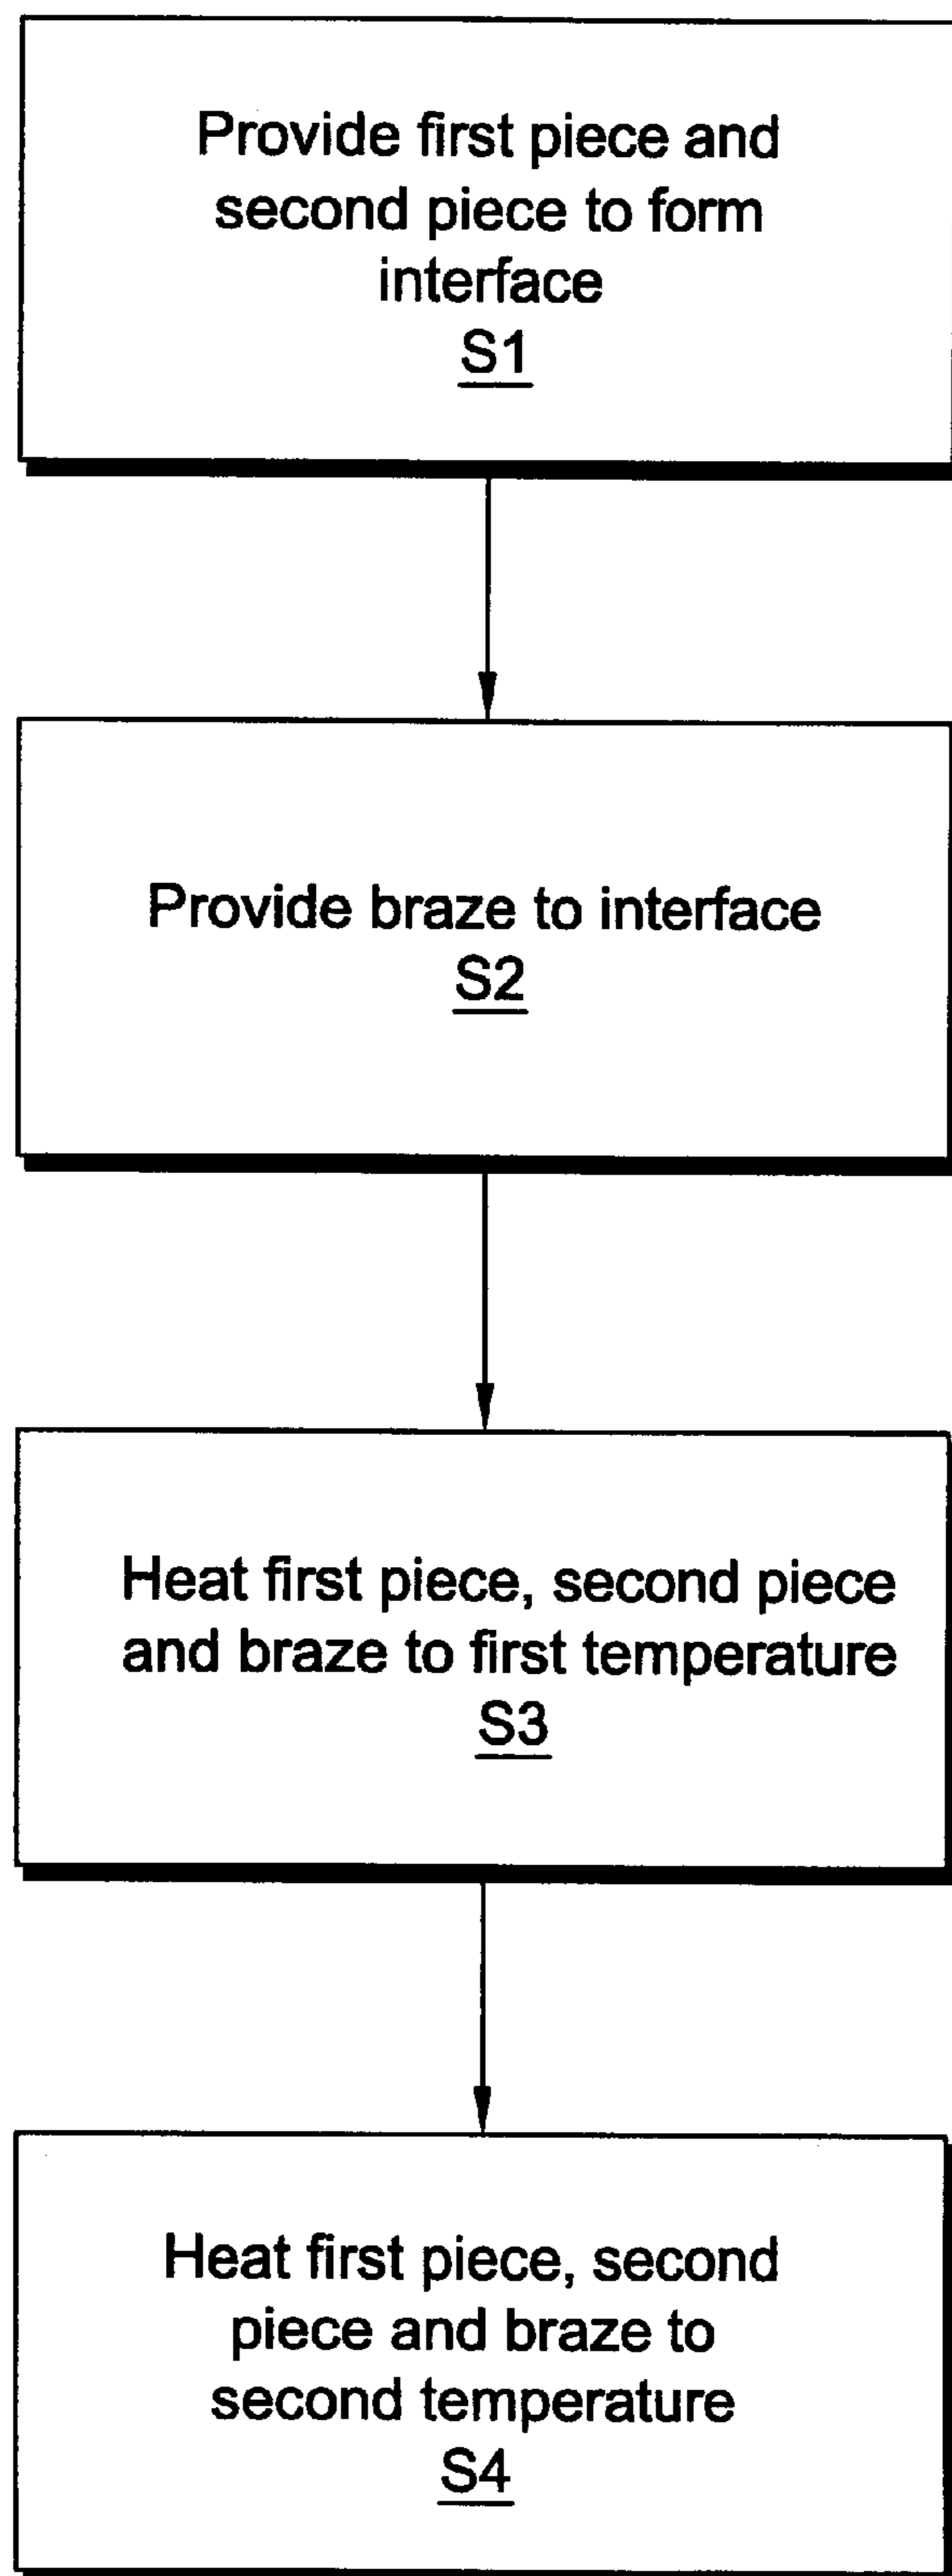 Provide first piece and
second piece to form
interface
S1
Provide braze to interface
S2
Heat first piece, second piece
and braze to first temperature
S3
Heat first piece, second
piece and braze to
second temperature
S4